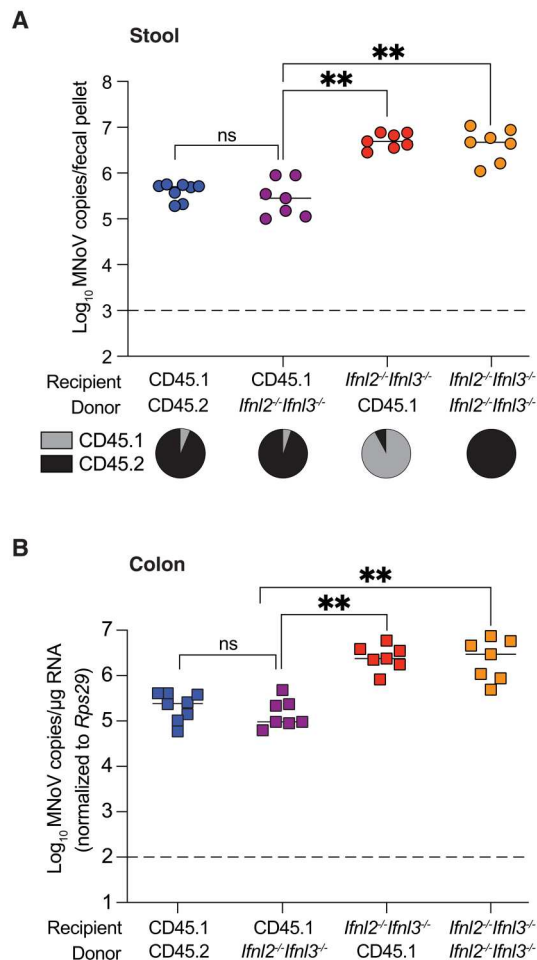 A
Stool
Log₁₀ MNoV copies/fecal pellet
8
7
6
5
4
3
2
ns
**
**
Recipient CD45.1 CD45.1 Ifnl2⁻/⁻Ifnl3⁻/⁻ Ifnl2⁻/⁻Ifnl3⁻/⁻
Donor CD45.2 Ifnl2⁻/⁻Ifnl3⁻/⁻ CD45.1 Ifnl2⁻/⁻Ifnl3⁻/⁻
CD45.1
CD45.2
B
Colon
Log₁₀ MNoV copies/µg RNA
(normalized to Rps29)
7
6
5
4
3
2
1
ns
**
**
Recipient CD45.1 CD45.1 Ifnl2⁻/⁻Ifnl3⁻/⁻ Ifnl2⁻/⁻Ifnl3⁻/⁻
Donor CD45.2 Ifnl2⁻/⁻Ifnl3⁻/⁻ CD45.1 Ifnl2⁻/⁻Ifnl3⁻/⁻